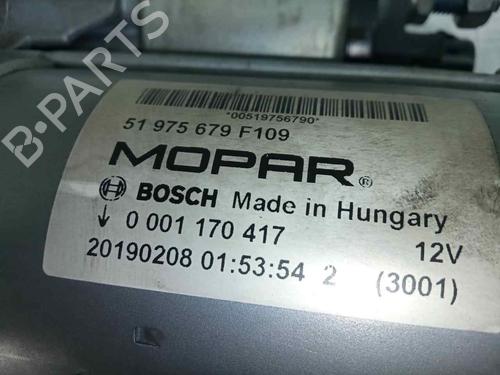 *00519756790*
51 975 679 F109
MOPAR®
BOSCH Made in Hungary
0 001 170 417 12V
20190208 01:53:54 2 (3001)